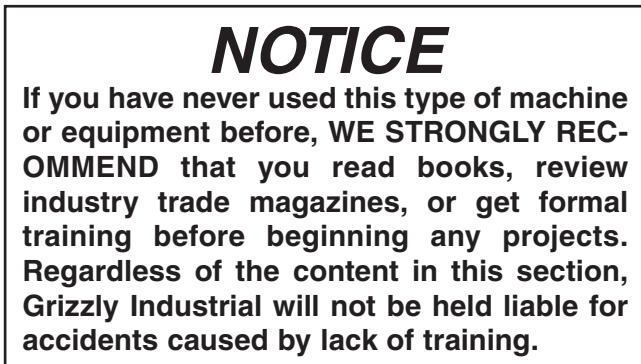 NOTICE
If you have never used this type of machine
or equipment before, WE STRONGLY REC-
OMMEND that you read books, review
industry trade magazines, or get formal
training before beginning any projects.
Regardless of the content in this section,
Grizzly Industrial will not be held liable for
accidents caused by lack of training.